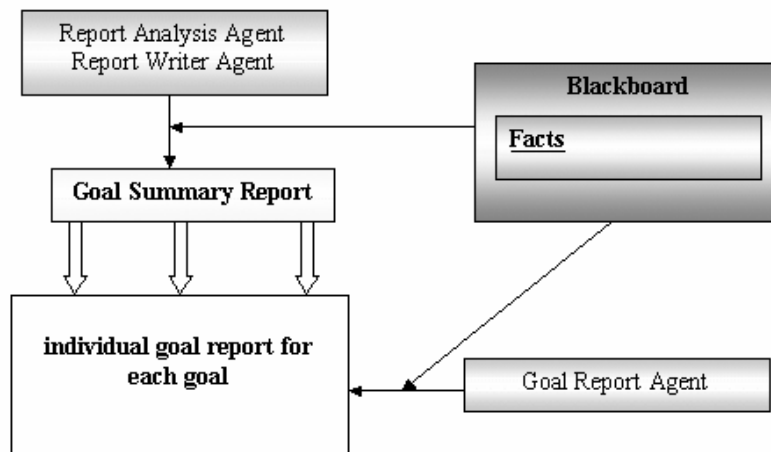 Report Analysis Agent
Report Writer Agent
Blackboard
Facts
Goal Summary Report
individual goal report for
each goal
Goal Report Agent